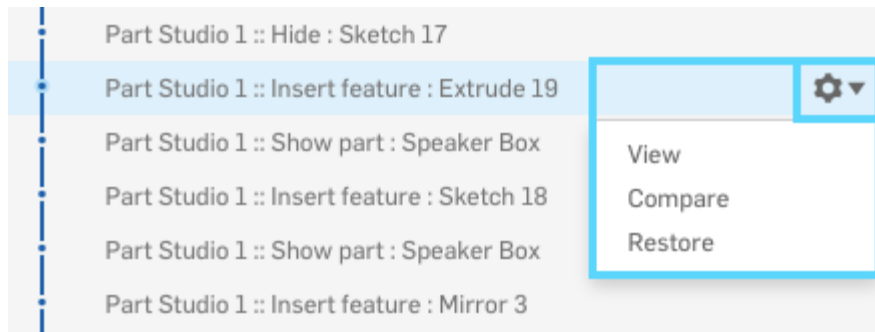 Part Studio 1 :: Hide : Sketch 17
Part Studio 1 :: Insert feature : Extrude 19
Part Studio 1 :: Show part : Speaker Box
View
Part Studio 1 :: Insert feature : Sketch 18
Compare
Part Studio 1 :: Show part : Speaker Box
Restore
Part Studio 1 :: Insert feature : Mirror 3